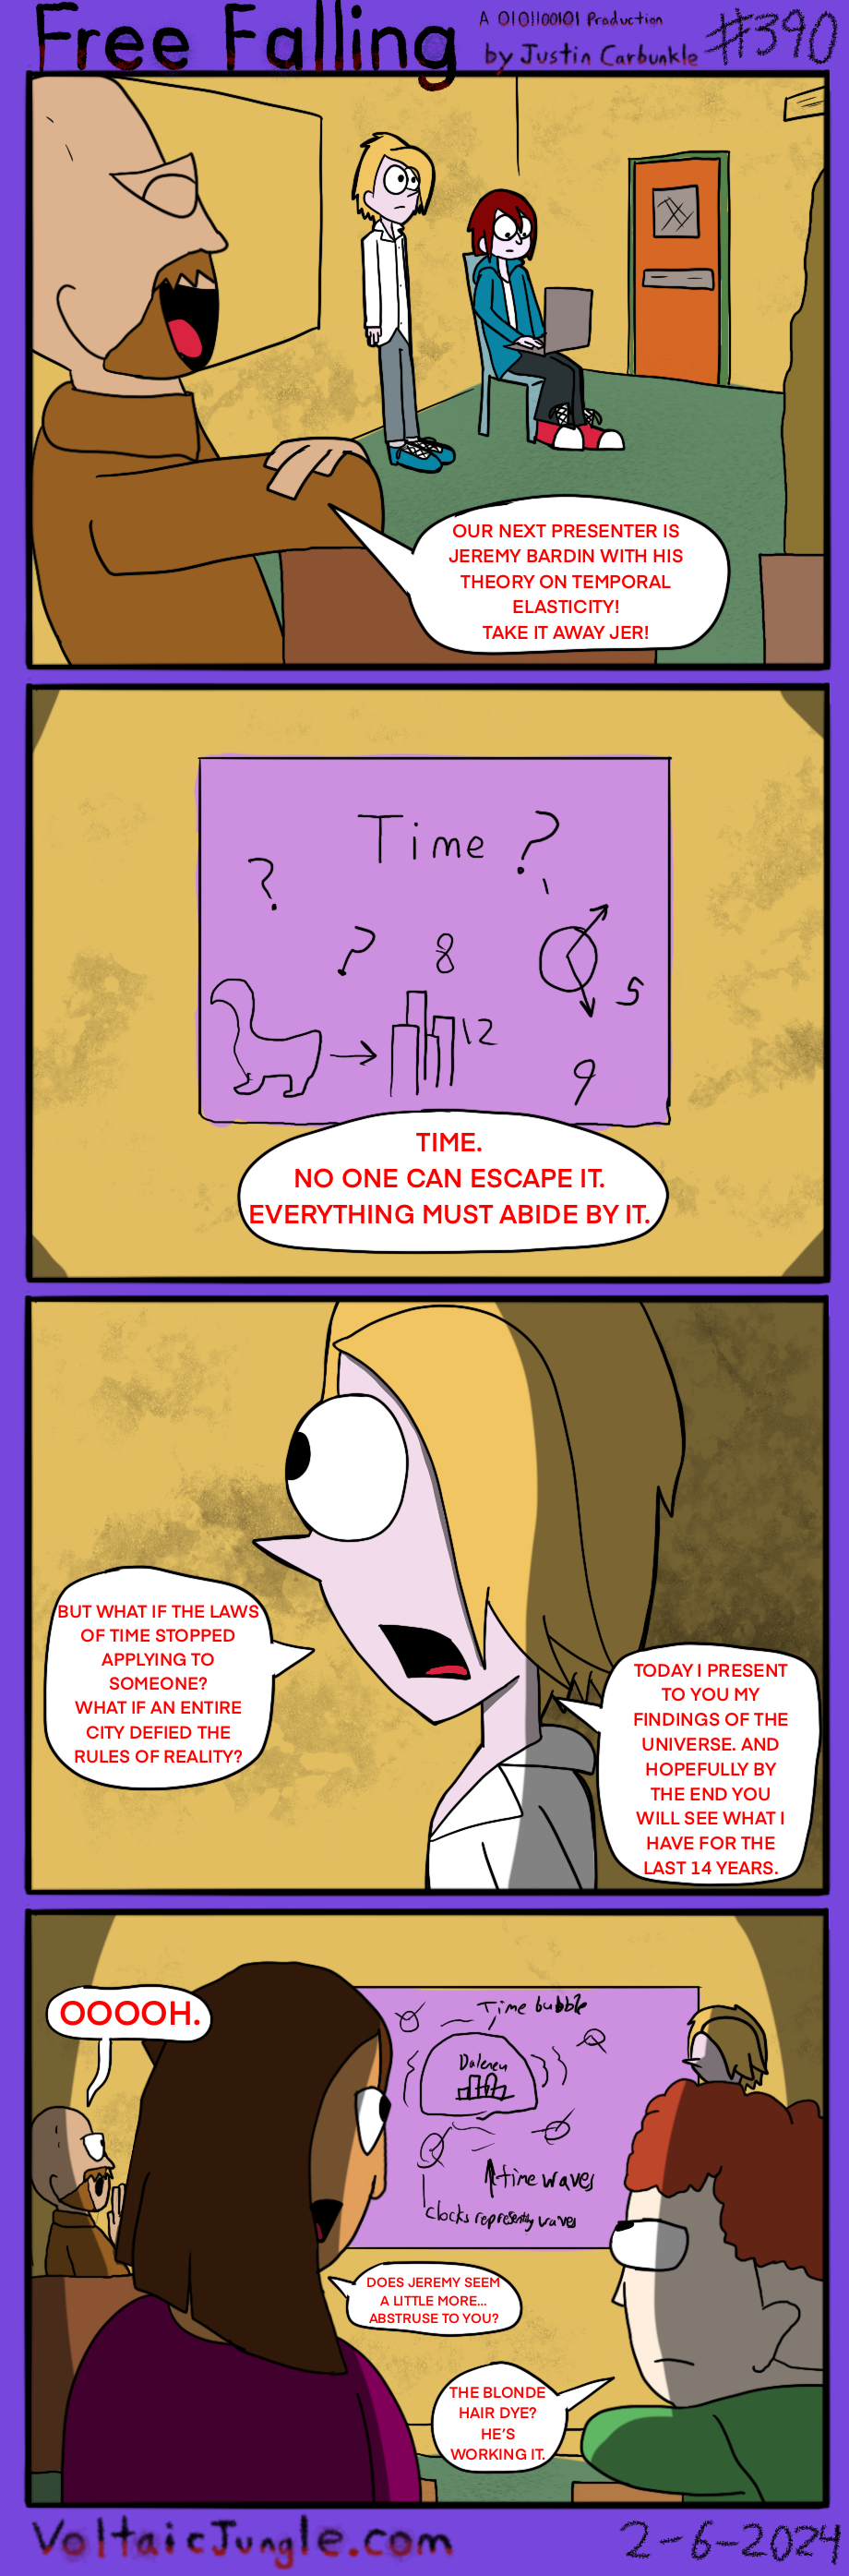 Free Falling
A 0101100101 Production
by Justin Carbunkle
#390
OUR NEXT PRESENTER IS
JEREMY BARDIN WITH HIS
THEORY ON TEMPORAL
ELASTICITY!
TAKE IT AWAY JER!
Time ?
?
?
8
5
12
9
TIME.
NO ONE CAN ESCAPE IT.
EVERYTHING MUST ABIDE BY IT.
BUT WHAT IF THE LAWS
OF TIME STOPPED
APPLYING TO
SOMEONE?
WHAT IF AN ENTIRE
CITY DEFIED THE
RULES OF REALITY?
TODAY I PRESENT
TO YOU MY
FINDINGS OF THE
UNIVERSE. AND
HOPEFULLY BY
THE END YOU
WILL SEE WHAT I
HAVE FOR THE
LAST 14 YEARS.
OOOOH.
Time bubble
time waves
Clocks waves
DOES JEREMY SEEM
A LITTLE MORE...
ABSTRUSE TO YOU?
THE BLONDE
HAIR DYE?
HE'S
WORKING IT.
VoltaicJungle.com
2-6-2024